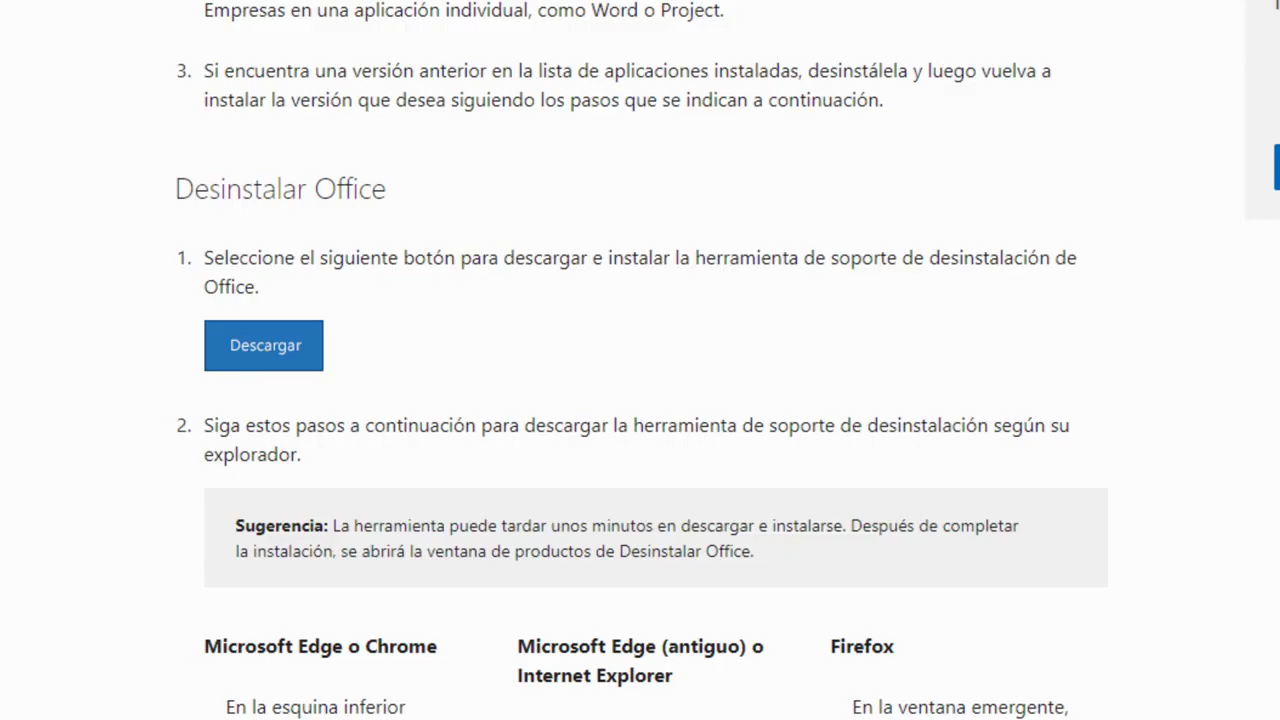 Empresas en una aplicación individual, como Word o Project.
3. Si encuentra una versión anterior en la lista de aplicaciones instaladas, desinstálela y luego vuelva a
instalar la versión que desea siguiendo los pasos que se indican a continuación.
Desinstalar Office
1. Seleccione el siguiente botón para descargar e instalar la herramienta de soporte de desinstalación de
Office.
Descargar
2. Siga estos pasos a continuación para descargar la herramienta de soporte de desinstalación según su
explorador.
Sugerencia: La herramienta puede tardar unos minutos en descargar e instalarse. Después de completar
la instalación, se abrirá la ventana de productos de Desinstalar Office.
Microsoft Edge o Chrome
Microsoft Edge (antiguo) o
Internet Explorer
Firefox
En la esquina inferior
En la ventana emergente,